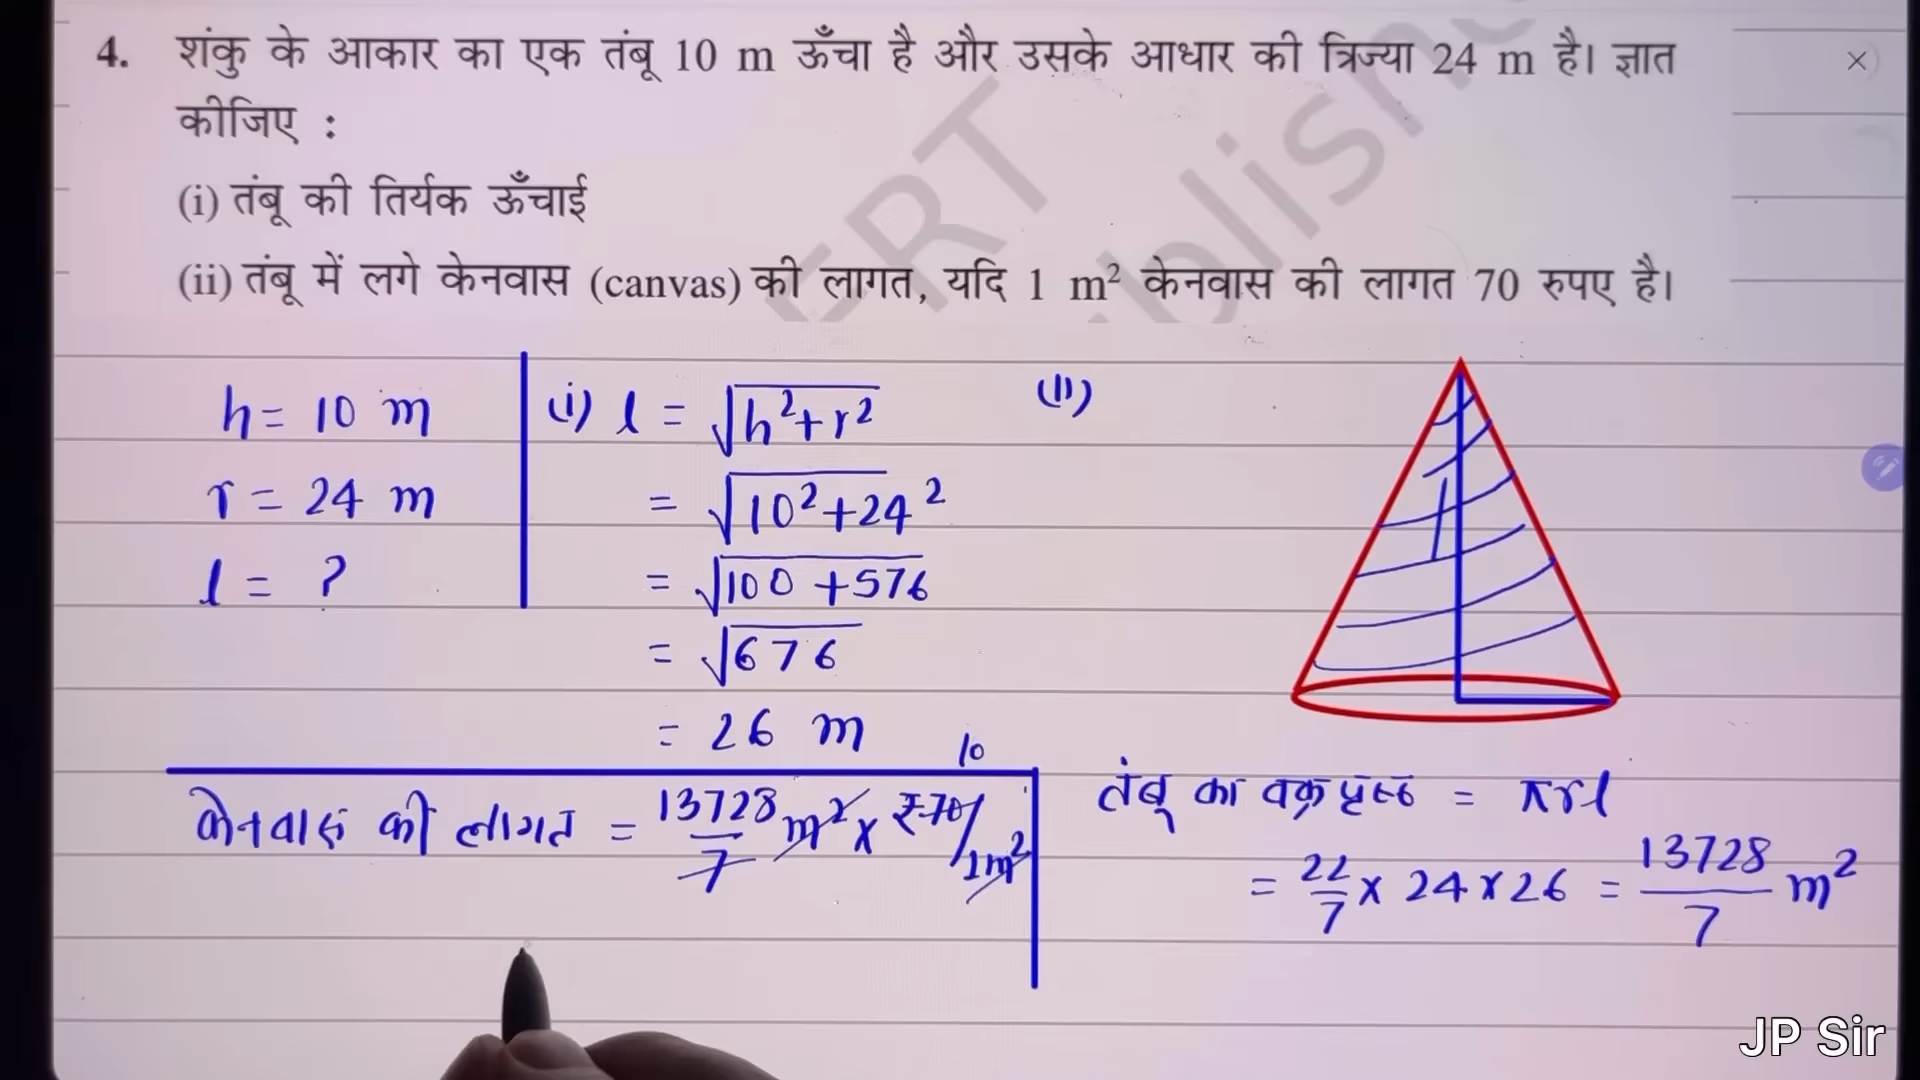 4. शंकु के आकार का एक तंबू 10 m ऊँचा है और उसके आधार की त्रिज्या 24 m है। ज्ञात
कीजिए :
(i) तंबू की तिर्यक ऊँचाई
(ii) तंबू में लगे केनवास (canvas) की लागत, यदि 1 m² केनवास की लागत 70 रुपए है।
h = 10 m
r = 24 m
l = ?
(i) l = √h²+r²
= √10²+24²
= √100+576
= √676
= 26 m
(ii)
तंबू का वक्र पृष्ठ = πrl
= 22/7 × 24 × 26 = 13728/7 m²
10
केनवास की लागत = 13728/7 m² × ₹70/1m²
JP Sir